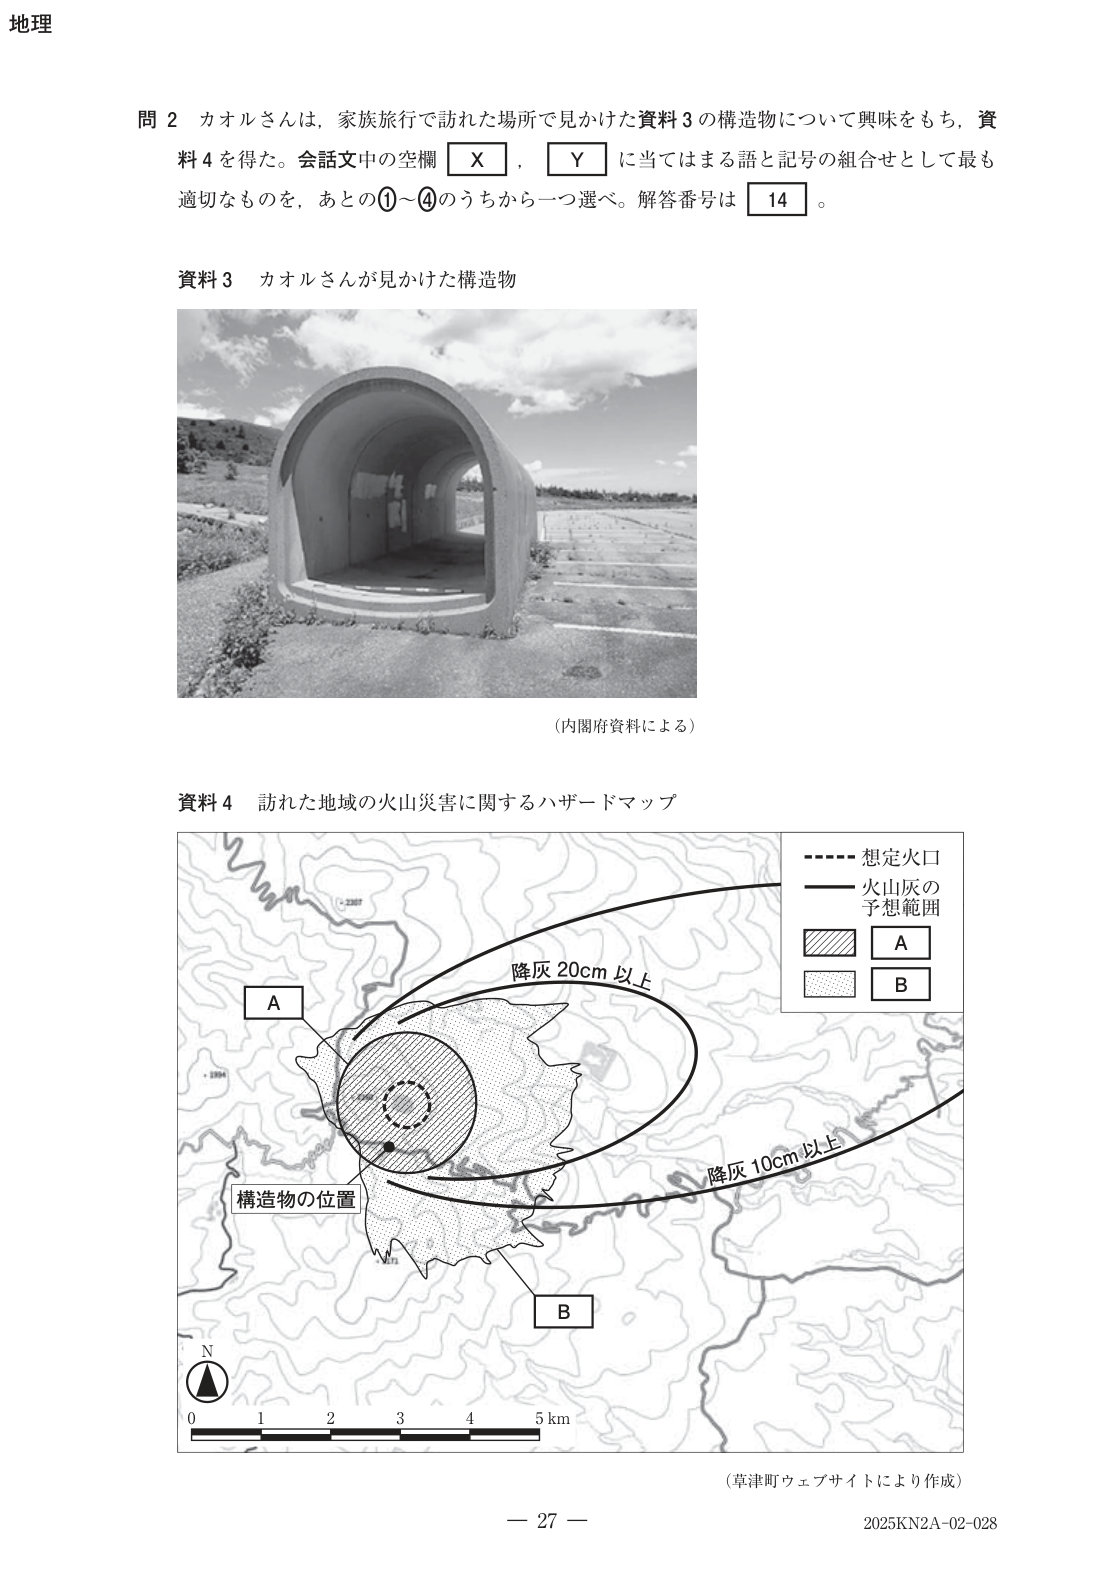 地理
問 2 カオルさんは，家族旅行で訪れた場所で見かけた資料 3 の構造物について興味をもち，資
料 4 を得た。会話文中の空欄 X ， Y に当てはまる語と記号の組合せとして最も
適切なものを，あとの①～④のうちから一つ選べ。解答番号は 14 。
資料 3 カオルさんが見かけた構造物
（内閣府資料による）
資料 4 訪れた地域の火山災害に関するハザードマップ
想定火口
火山灰の
予想範囲
A
B
降灰 20cm 以上
A
降灰 10cm 以上
構造物の位置
B
N
0 1 2 3 4 5 km
（草津町ウェブサイトにより作成）
― 27 ―
2025KN2A-02-028